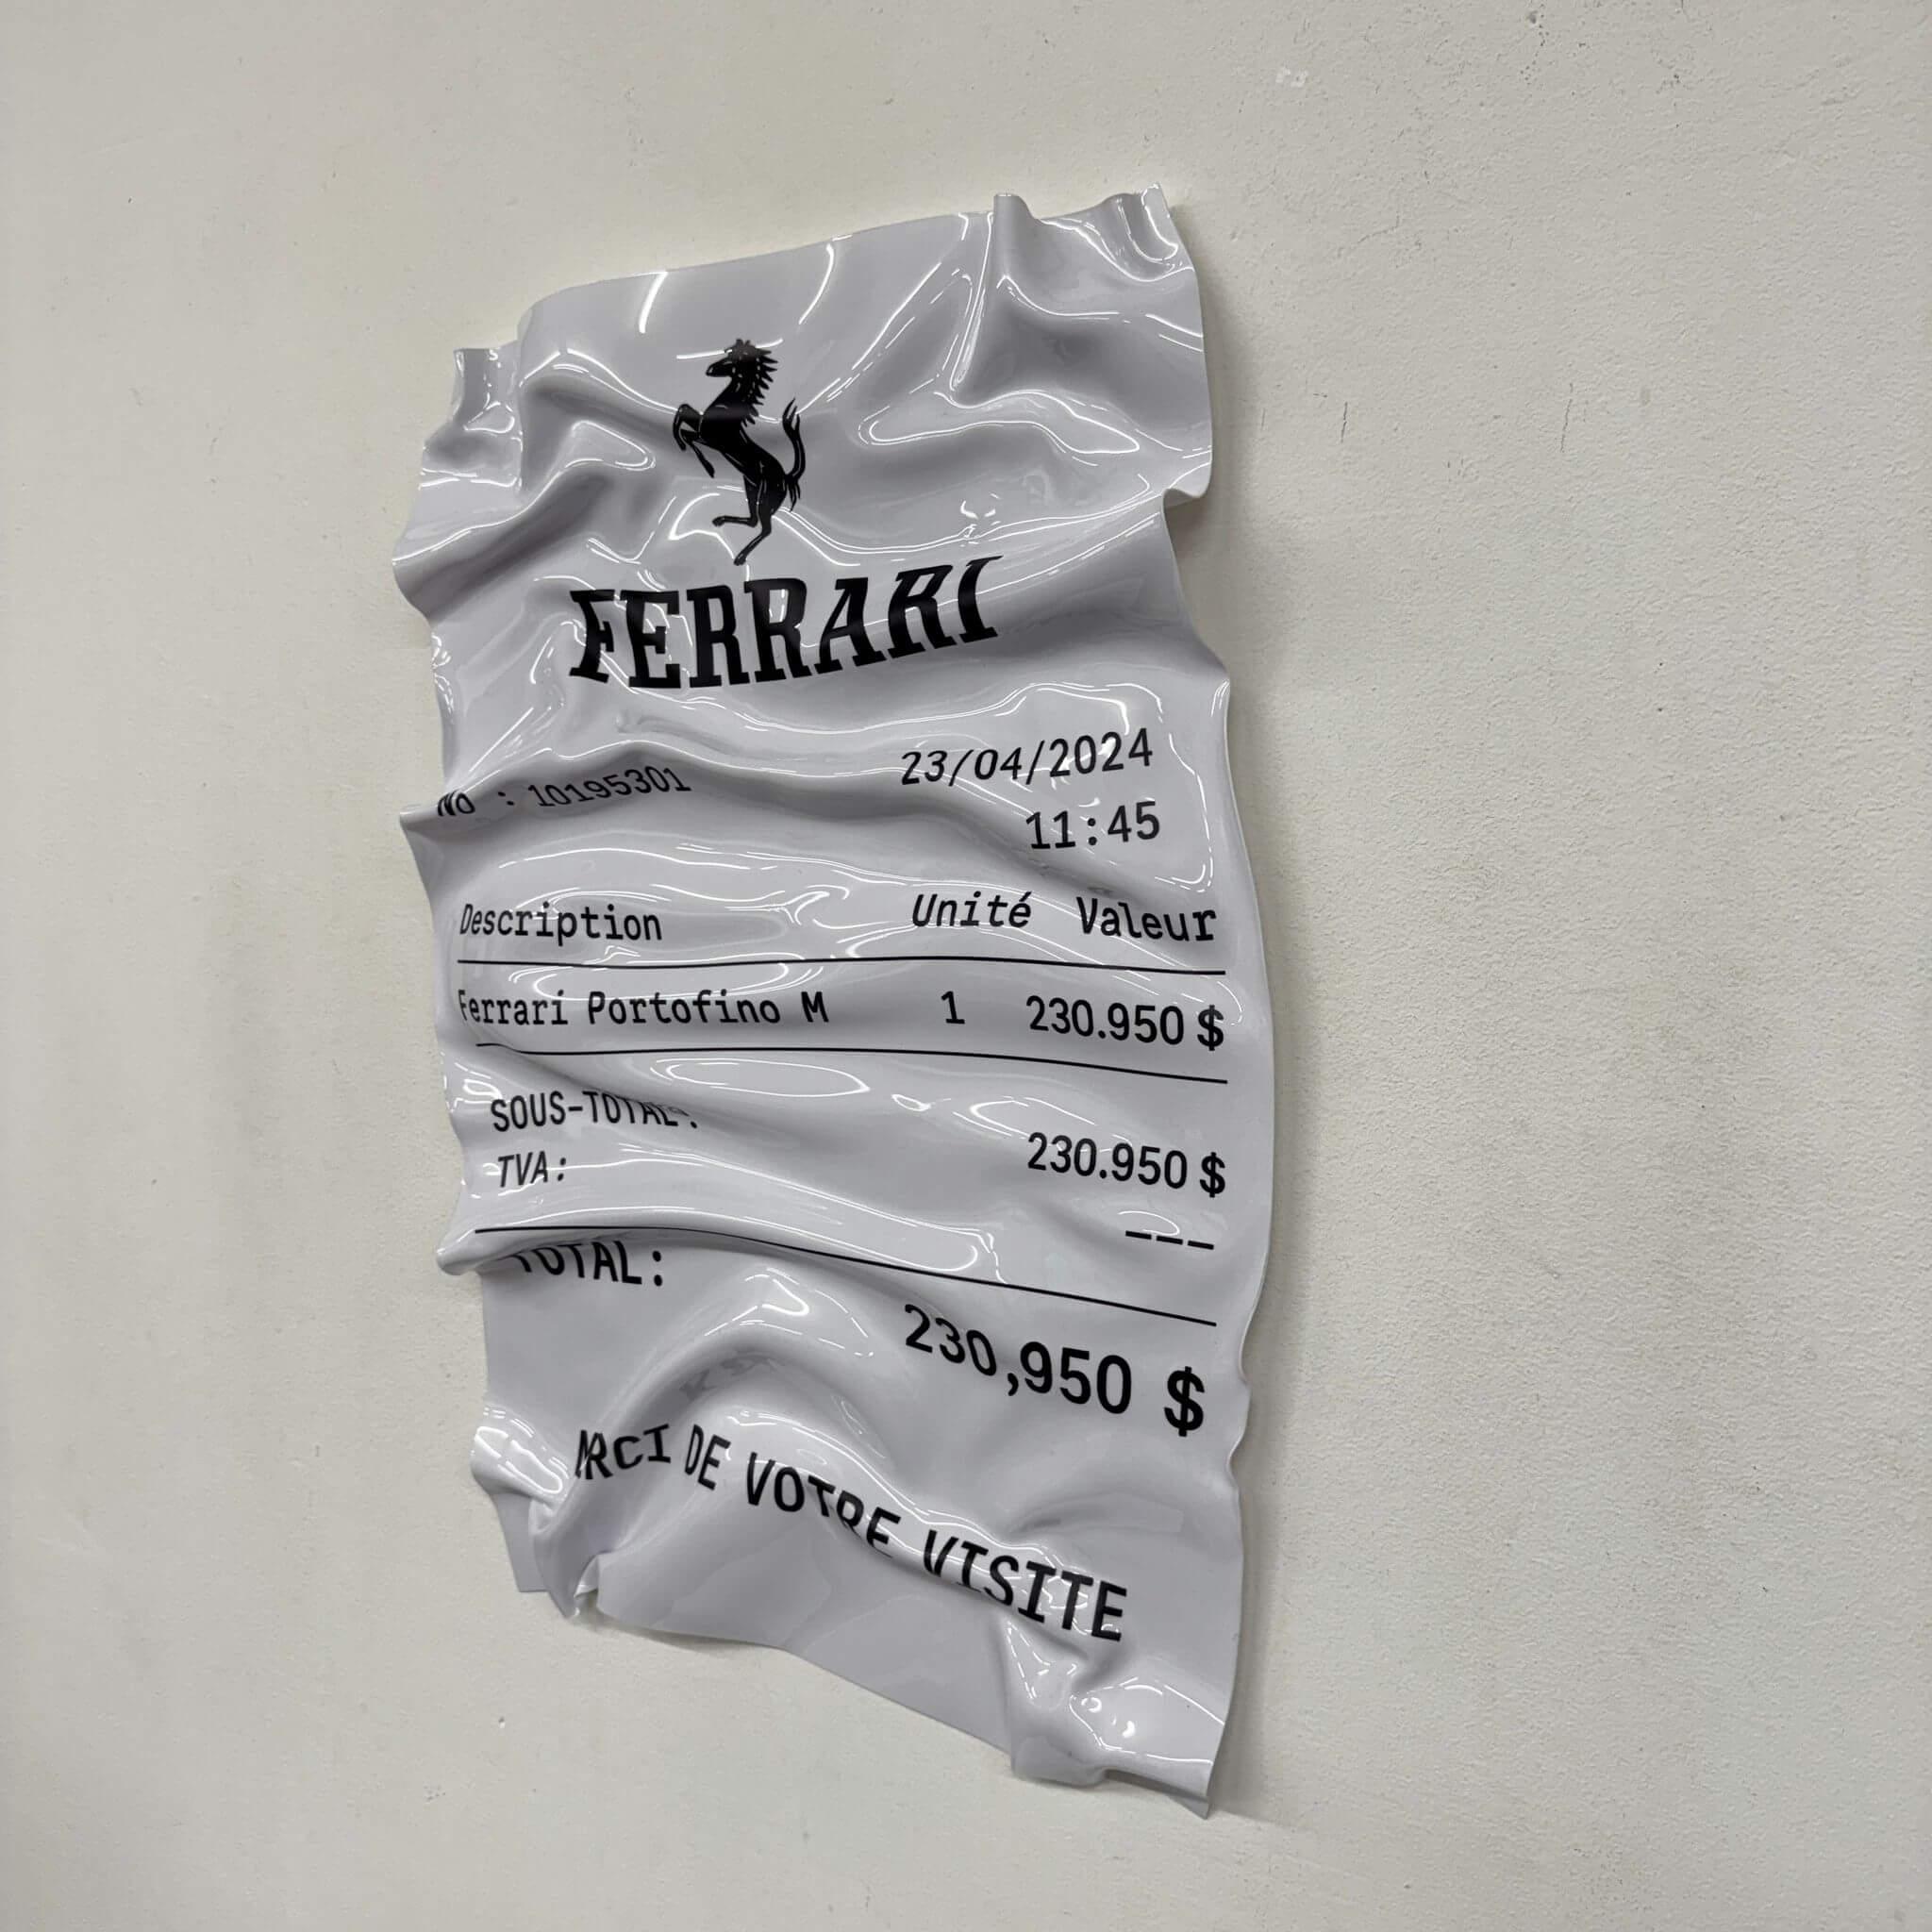 FERRARI
No : 10195301 23/04/2024
11:45
Description Unité Valeur
Ferrari Portofino M 1 230.950 $
SOUS-TOTAL: 230.950 $
TVA: ---
TOTAL: 230,950 $
MERCI DE VOTRE VISITE